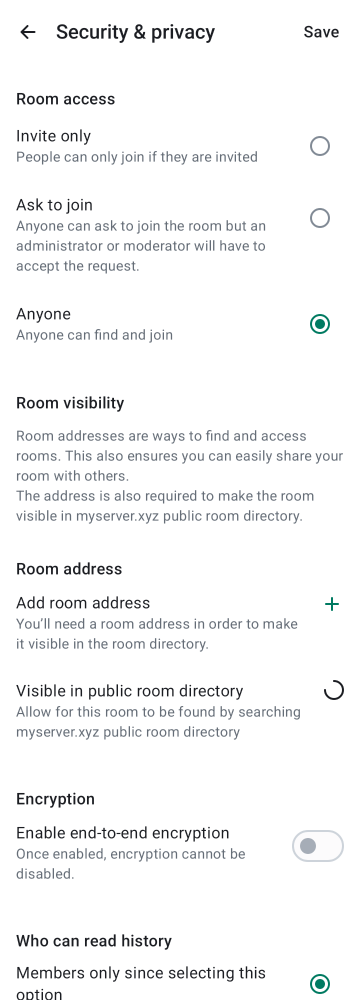 Security & privacy
Save
Room access
Invite only
People can only join if they are invited
Ask to join
Anyone can ask to join the room but an
administrator or moderator will have to
accept the request.
Anyone
Anyone can find and join
Room visibility
Room addresses are ways to find and access
rooms. This also ensures you can easily share your
room with others.
The address is also required to make the room
visible in myserver.xyz public room directory.
Room address
Add room address
You'll need a room address in order to make
it visible in the room directory.
Visible in public room directory
Allow for this room to be found by searching
myserver.xyz public room directory
Encryption
Enable end-to-end encryption
Once enabled, encryption cannot be
disabled.
Who can read history
Members only since selecting this
option